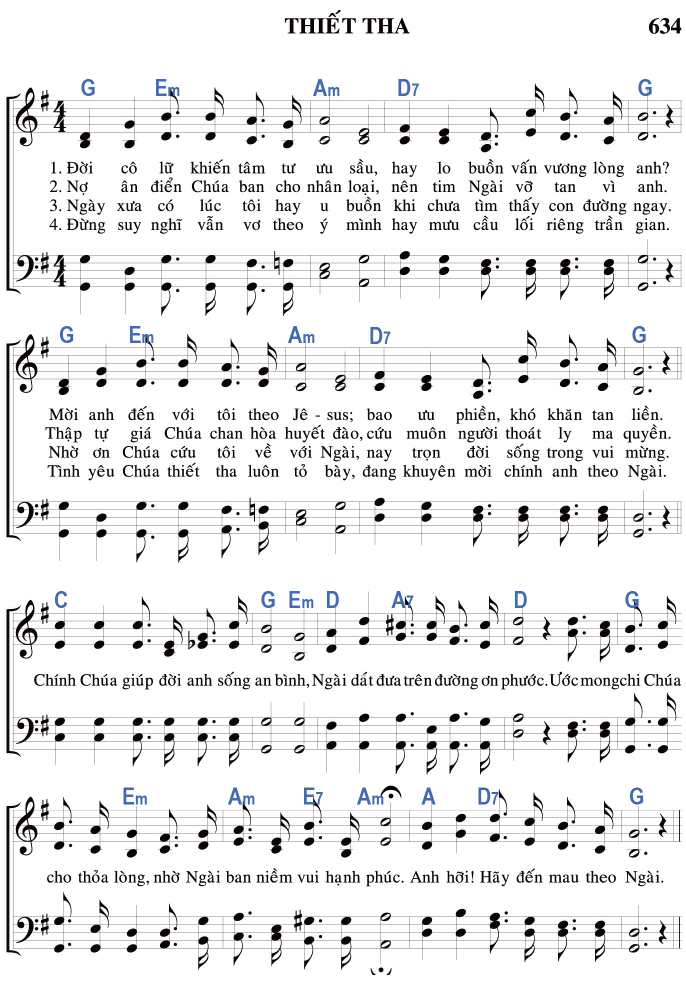 THIẾT THA 634
G Em Am D7 G
1. Đời cô lữ khiến tâm tư ưu sầu, hay lo buồn vấn vương lòng anh?
2. Nợ ân điển Chúa ban cho nhân loại, nên tim Ngài vỡ tan vì anh.
3. Ngày xưa có lúc tôi hay u buồn khi chưa tìm thấy con đường ngay.
4. Đừng suy nghĩ vẩn vơ theo ý mình hay mưu cầu lối riêng trần gian.
G Em Am D7 G
Mời anh đến với tôi theo Jê - sus; bao ưu phiền, khó khăn tan liền.
Thập tự giá Chúa chan hòa huyết đào, cứu muôn người thoát ly ma quyền.
Nhờ ơn Chúa cứu tôi về với Ngài, nay trọn đời sống trong vui mừng.
Tình yêu Chúa thiết tha luôn tỏ bày, đang khuyên mời chính anh theo Ngài.
C G Em D A7 D G
Chính Chúa giúp đời anh sống an bình, Ngài dắt đưa trên đường ơn phước. Ước mong chi Chúa
Em Am E7 Am A D7 G
cho thỏa lòng, nhờ Ngài ban niềm vui hạnh phúc. Anh hỡi! Hãy đến mau theo Ngài.